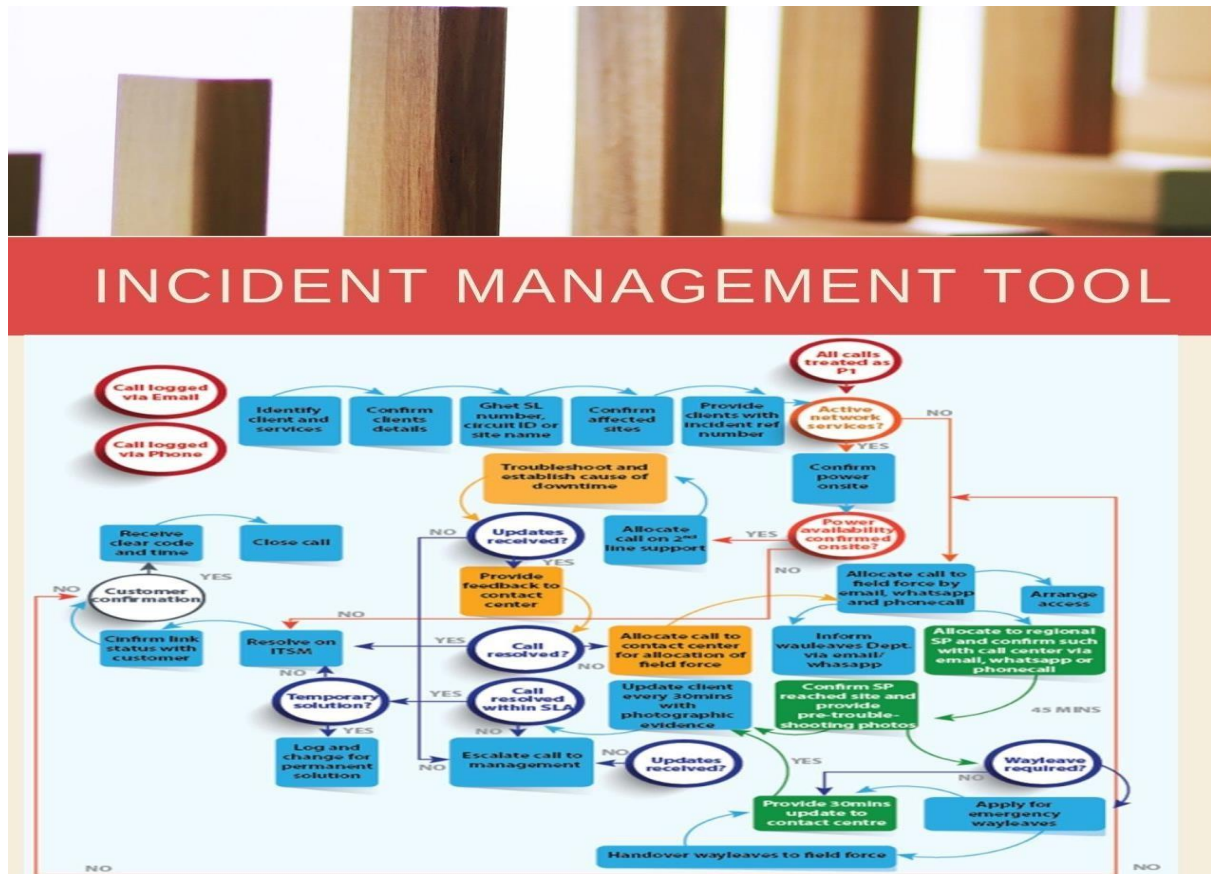 INCIDENT MANAGEMENT TOOL
All calls
treated as
P1
Call logged
via Email
Call logged
via Phone
Identify
client and
services
Confirm
clients
details
Ghet SL
number,
circuit ID or
site name
Confirm
affected
sites
Provide
clients with
incident ref
number
Active
network
services?
NO
YES
Confirm
power
onsite
Troubleshoot and
establish cause of
downtime
Receive
clear code
and time
Close call
NO
Updates
received?
YES
Allocate
call on 2nd
line support
YES
Power
availability
confirmed
onsite?
NO
NO
Customer
confirmation
YES
Provide
feedback to
contact
center
Allocate call to
field force by
email, whatsapp
and phonecall
Arrange
access
NO
Cinfirm link
status with
customer
Resolve on
ITSM
YES
Call
resolved?
NO
Allocate call to
contact center
for allocation of
field force
Inform
wauleaves Dept.
via email/
whasapp
Allocate to regional
SP and confirm such
with call center via
email, whatsapp or
phonecall
NO
Temporary
solution?
YES
YES
Call
resolved
within SLA
NO
Update client
every 30mins
with
photographic
evidence
Confirm SP
reached site and
provide
pre-trouble-
shooting photos
45 MINS
Log and
change for
permanent
solution
NO
Escalate call to
management
NO
Updates
received?
YES
NO
Wayleave
required?
Provide 30mins
update to
contact centre
Apply for
emergency
wayleaves
Handover wayleaves to field force
NO
NO